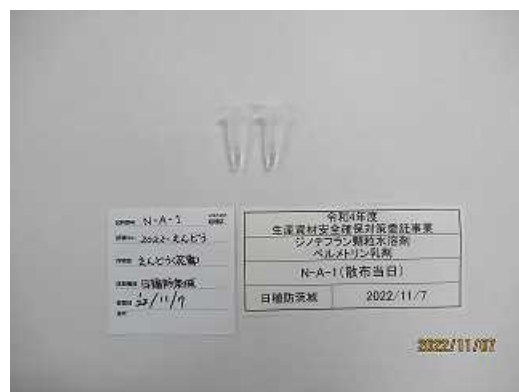 N-A-1
2022-えんどう
えんどう(花蜜)
日植防茨城
'22/11/7
令和4年度
生産資材安全確保対策委託事業
ジノテフラン顆粒水溶剤
ペルメトリン乳剤
N-A-1(散布当日)
日植防茨城 2022/11/7
2022/11/07